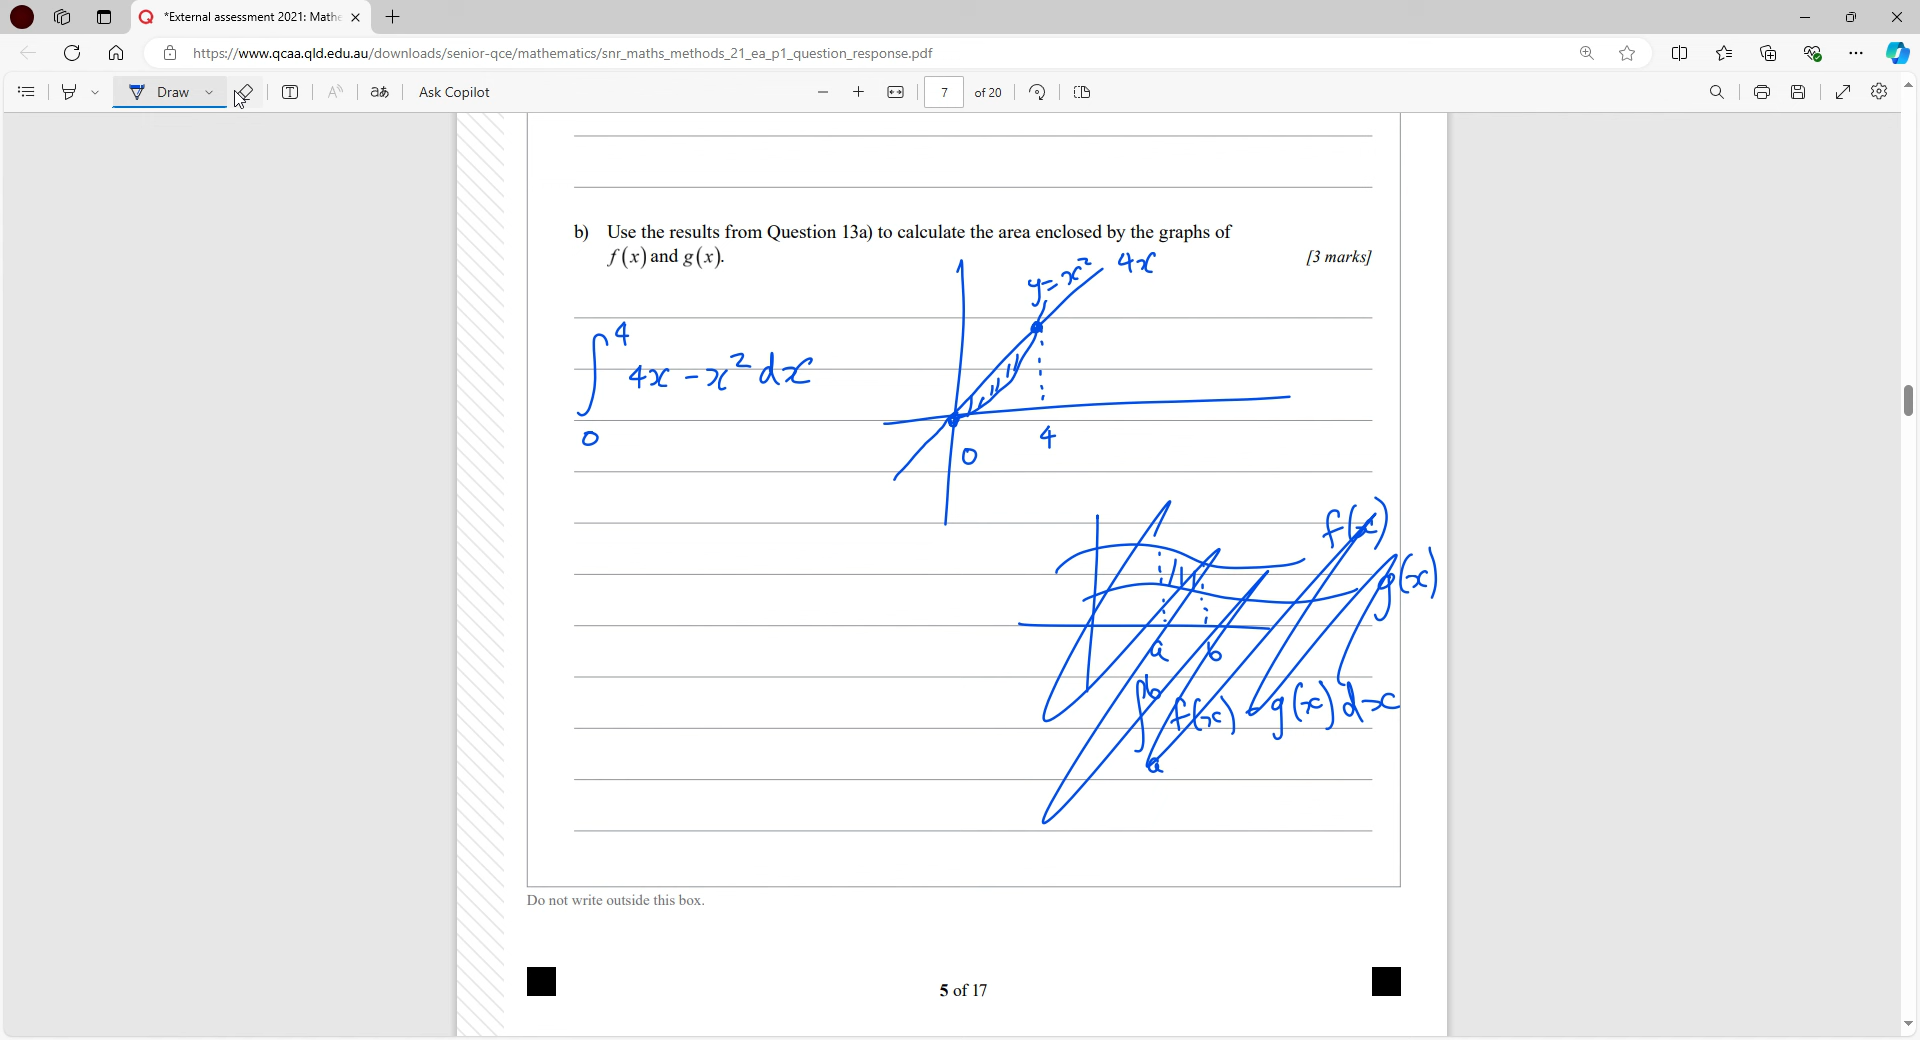 *External assessment 2021: Mathe
https://www.qcaa.qld.edu.au/downloads/senior-qce/mathematics/snr_maths_methods_21_ea_p1_question_response.pdf
Draw
aあ
Ask Copilot
7 of 20
b) Use the results from Question 13a) to calculate the area enclosed by the graphs of
f(x) and g(x). [3 marks]
y=x² 4x
∫₀⁴ 4x - x² dx
0 4
f(x)
g(x)
a b
∫ₐᵇ f(x) - g(x) dx
Do not write outside this box.
5 of 17